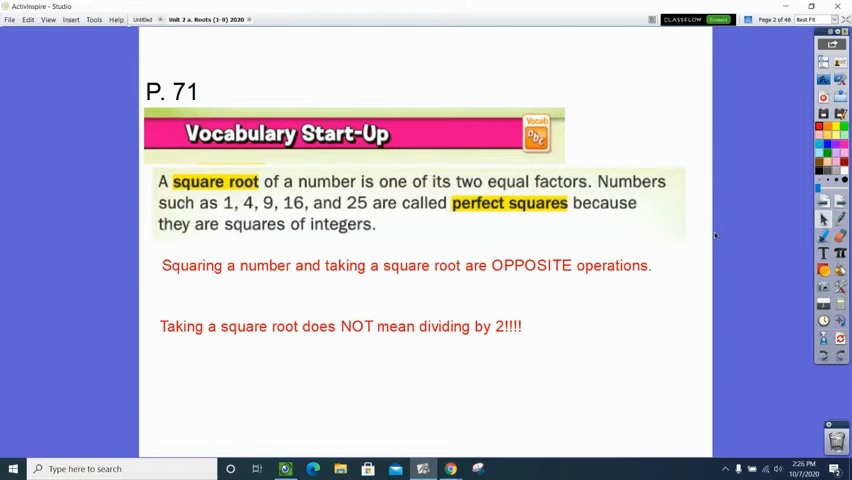 ActivInspire - Studio
File Edit View Insert Tools Help Untitled Unit 2 a. Roots (1-8) 2020 CLASSFLOW Connect Page 2 of 48 Best Fit
P. 71
Vocabulary Start-Up
Vocab
abc
A square root of a number is one of its two equal factors. Numbers
such as 1, 4, 9, 16, and 25 are called perfect squares because
they are squares of integers.
Squaring a number and taking a square root are OPPOSITE operations.
Taking a square root does NOT mean dividing by 2!!!!
Type here to search
2:26 PM
10/7/2020